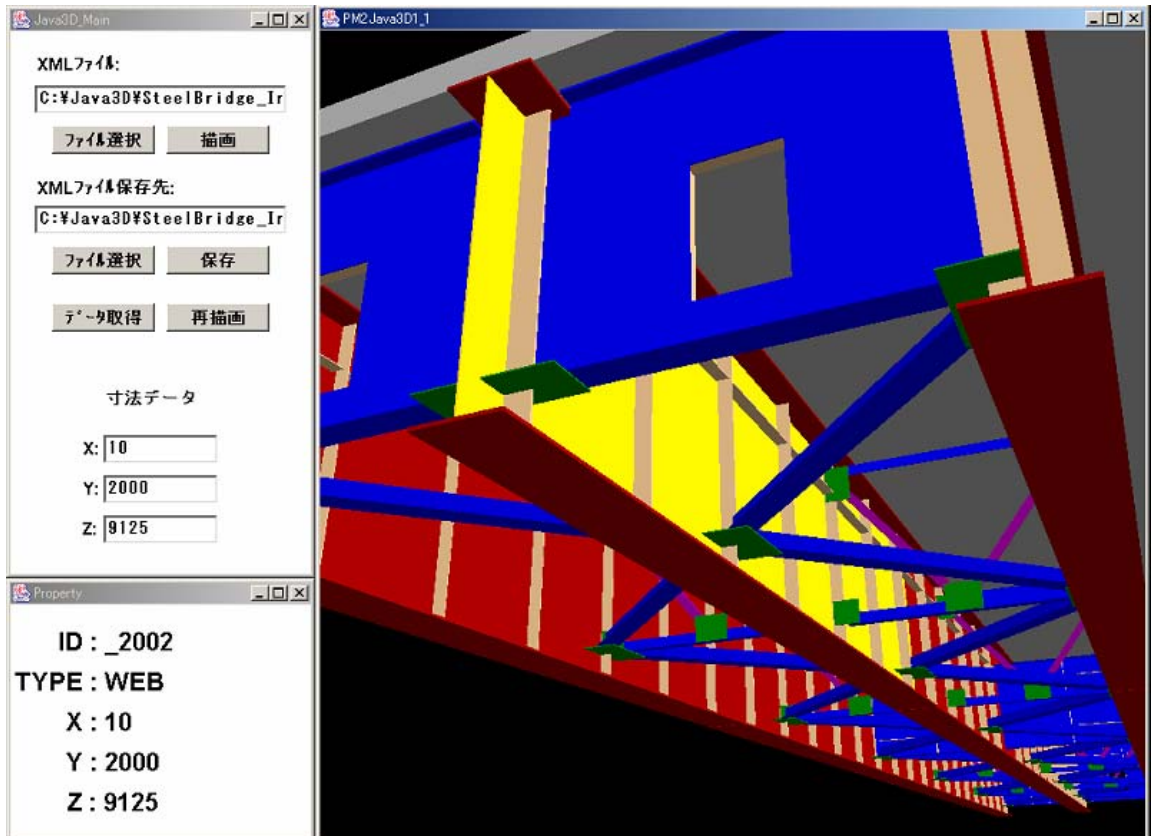 Java3D_Main
XMLファイル:
C:¥Java3D¥SteelBridge_Ir
ファイル選択
描画
XMLファイル保存先:
C:¥Java3D¥SteelBridge_Ir
ファイル選択
保存
データ取得
再描画
寸法データ
X: 10
Y: 2000
Z: 9125
Property
ID : _2002
TYPE : WEB
X : 10
Y : 2000
Z : 9125
PM2Java3D1_1